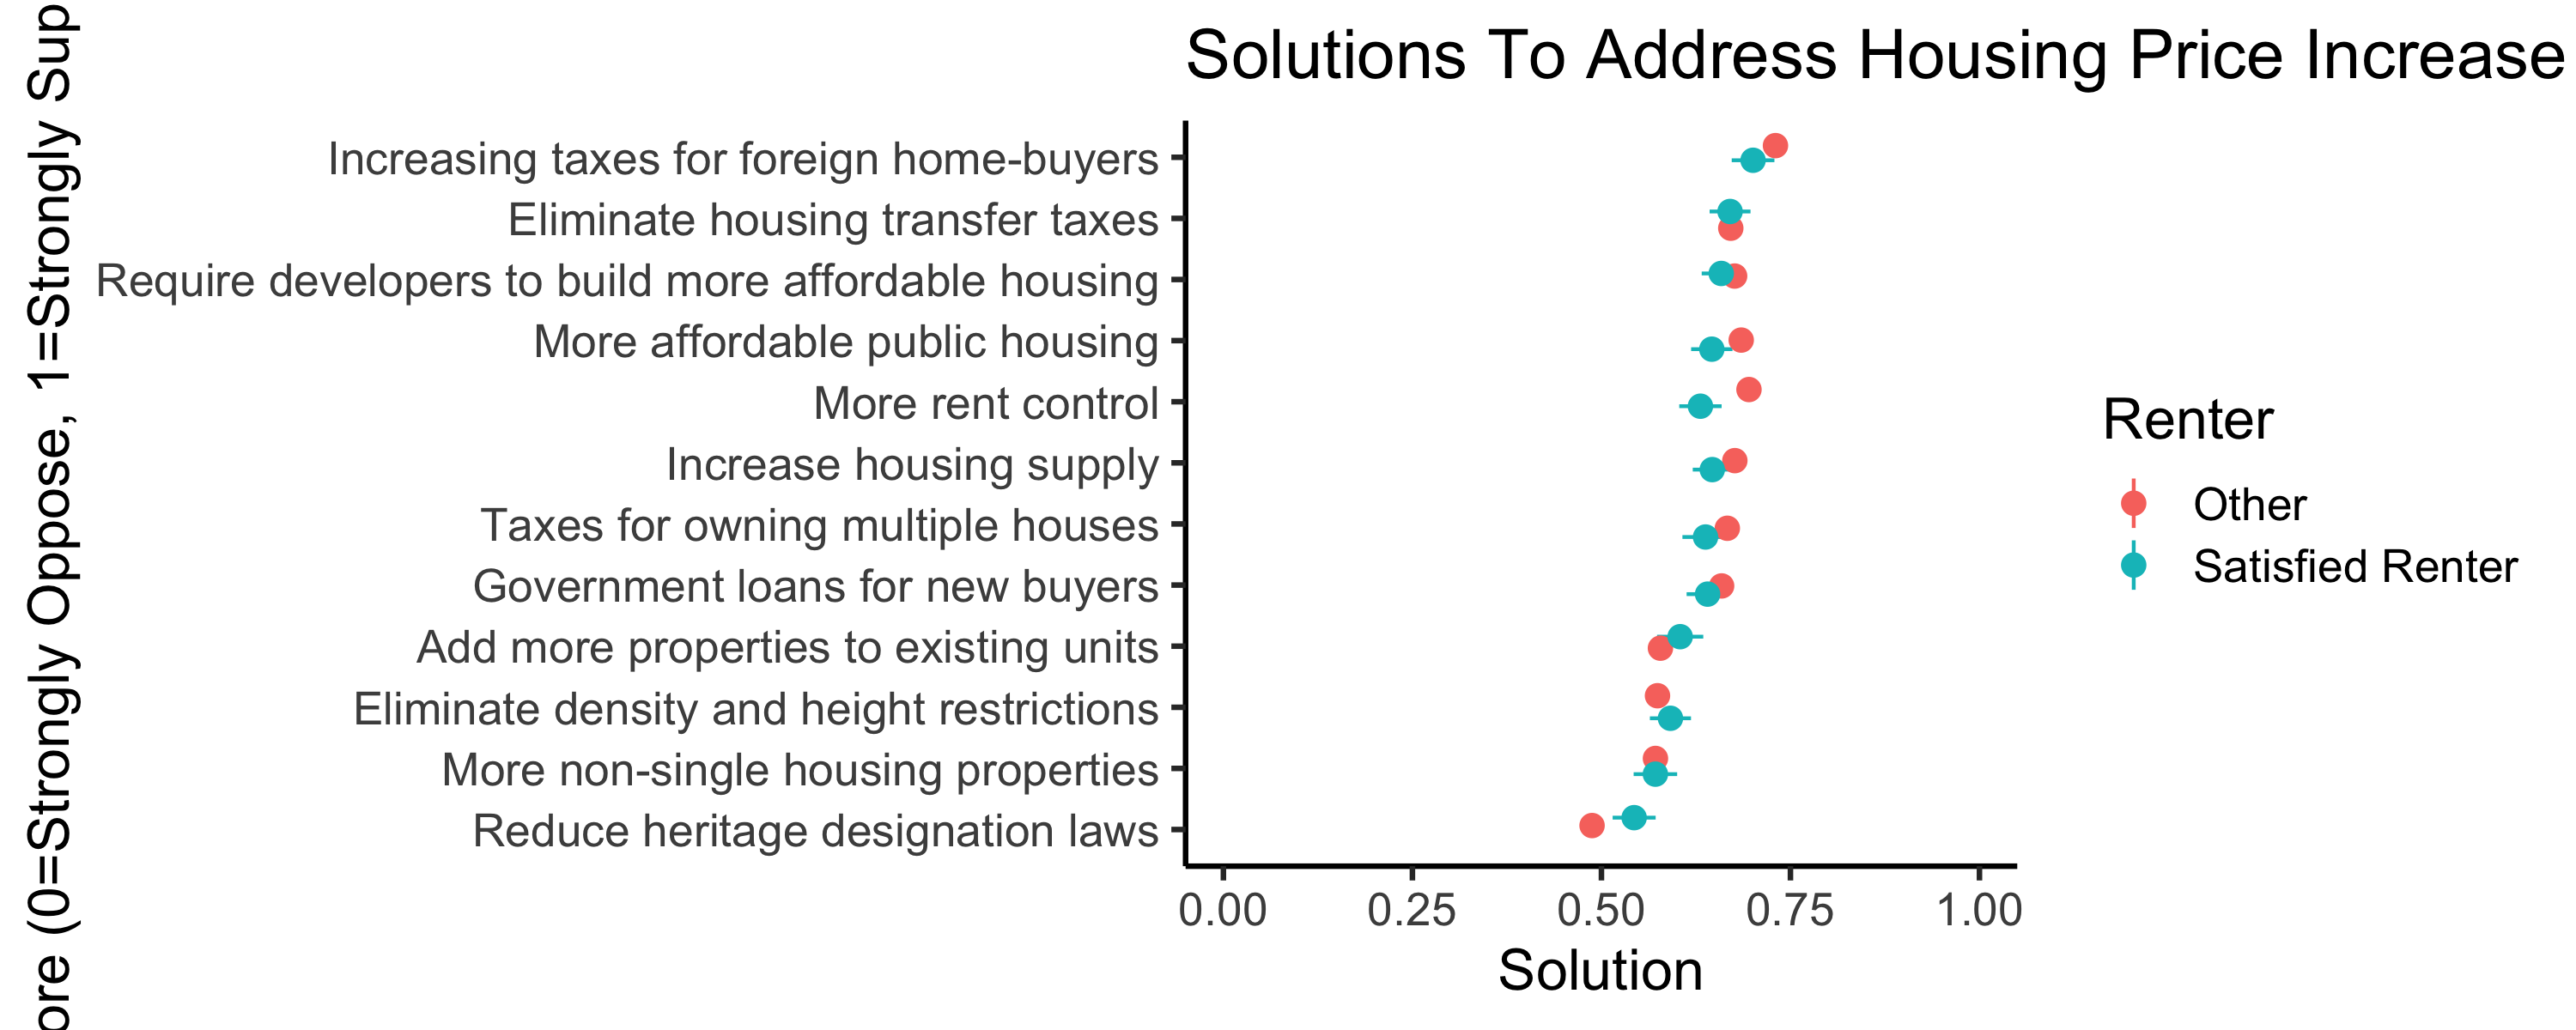 Solutions To Address Housing Price Increase
ore (0=Strongly Oppose, 1=Strongly Sup
Increasing taxes for foreign home-buyers
Eliminate housing transfer taxes
Require developers to build more affordable housing
More affordable public housing
More rent control
Increase housing supply
Taxes for owning multiple houses
Government loans for new buyers
Add more properties to existing units
Eliminate density and height restrictions
More non-single housing properties
Reduce heritage designation laws
0.00 0.25 0.50 0.75 1.00
Solution
Renter
Other
Satisfied Renter